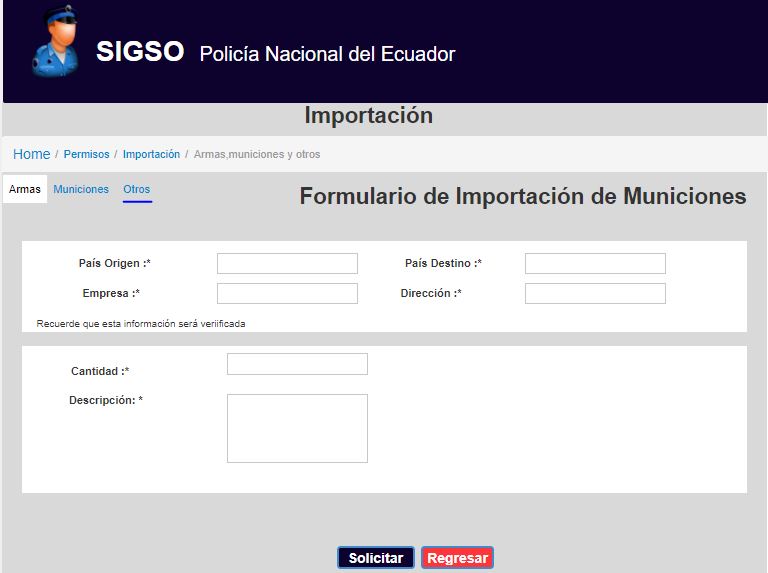 SIGSO Policía Nacional del Ecuador
Importación
Home / Permisos / Importación / Armas,municiones y otros
Armas Municiones Otros
Formulario de Importación de Municiones
País Origen :* País Destino :*
Empresa :* Dirección :*
Recuerde que esta información será veriificada
Cantidad :*
Descripción: *
Solicitar Regresar